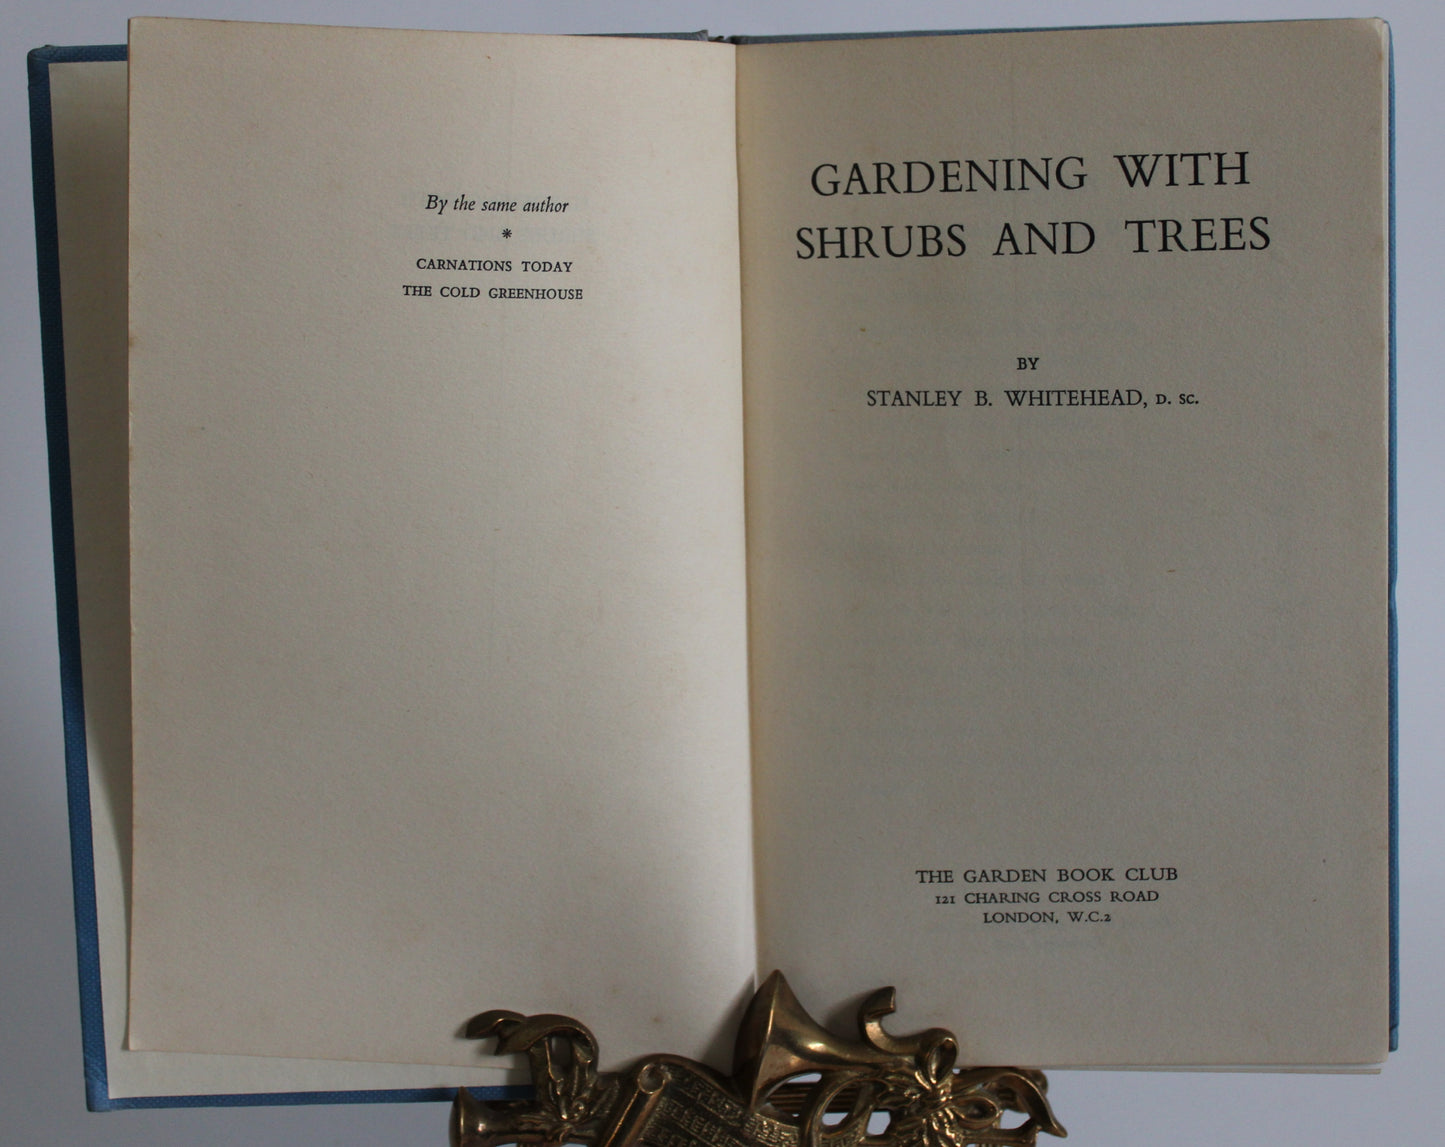 By the same author
*
CARNATIONS TODAY
THE COLD GREENHOUSE
GARDENING WITH
SHRUBS AND TREES
BY
STANLEY B. WHITEHEAD, D. SC.
THE GARDEN BOOK CLUB
121 CHARING CROSS ROAD
LONDON, W.C.2